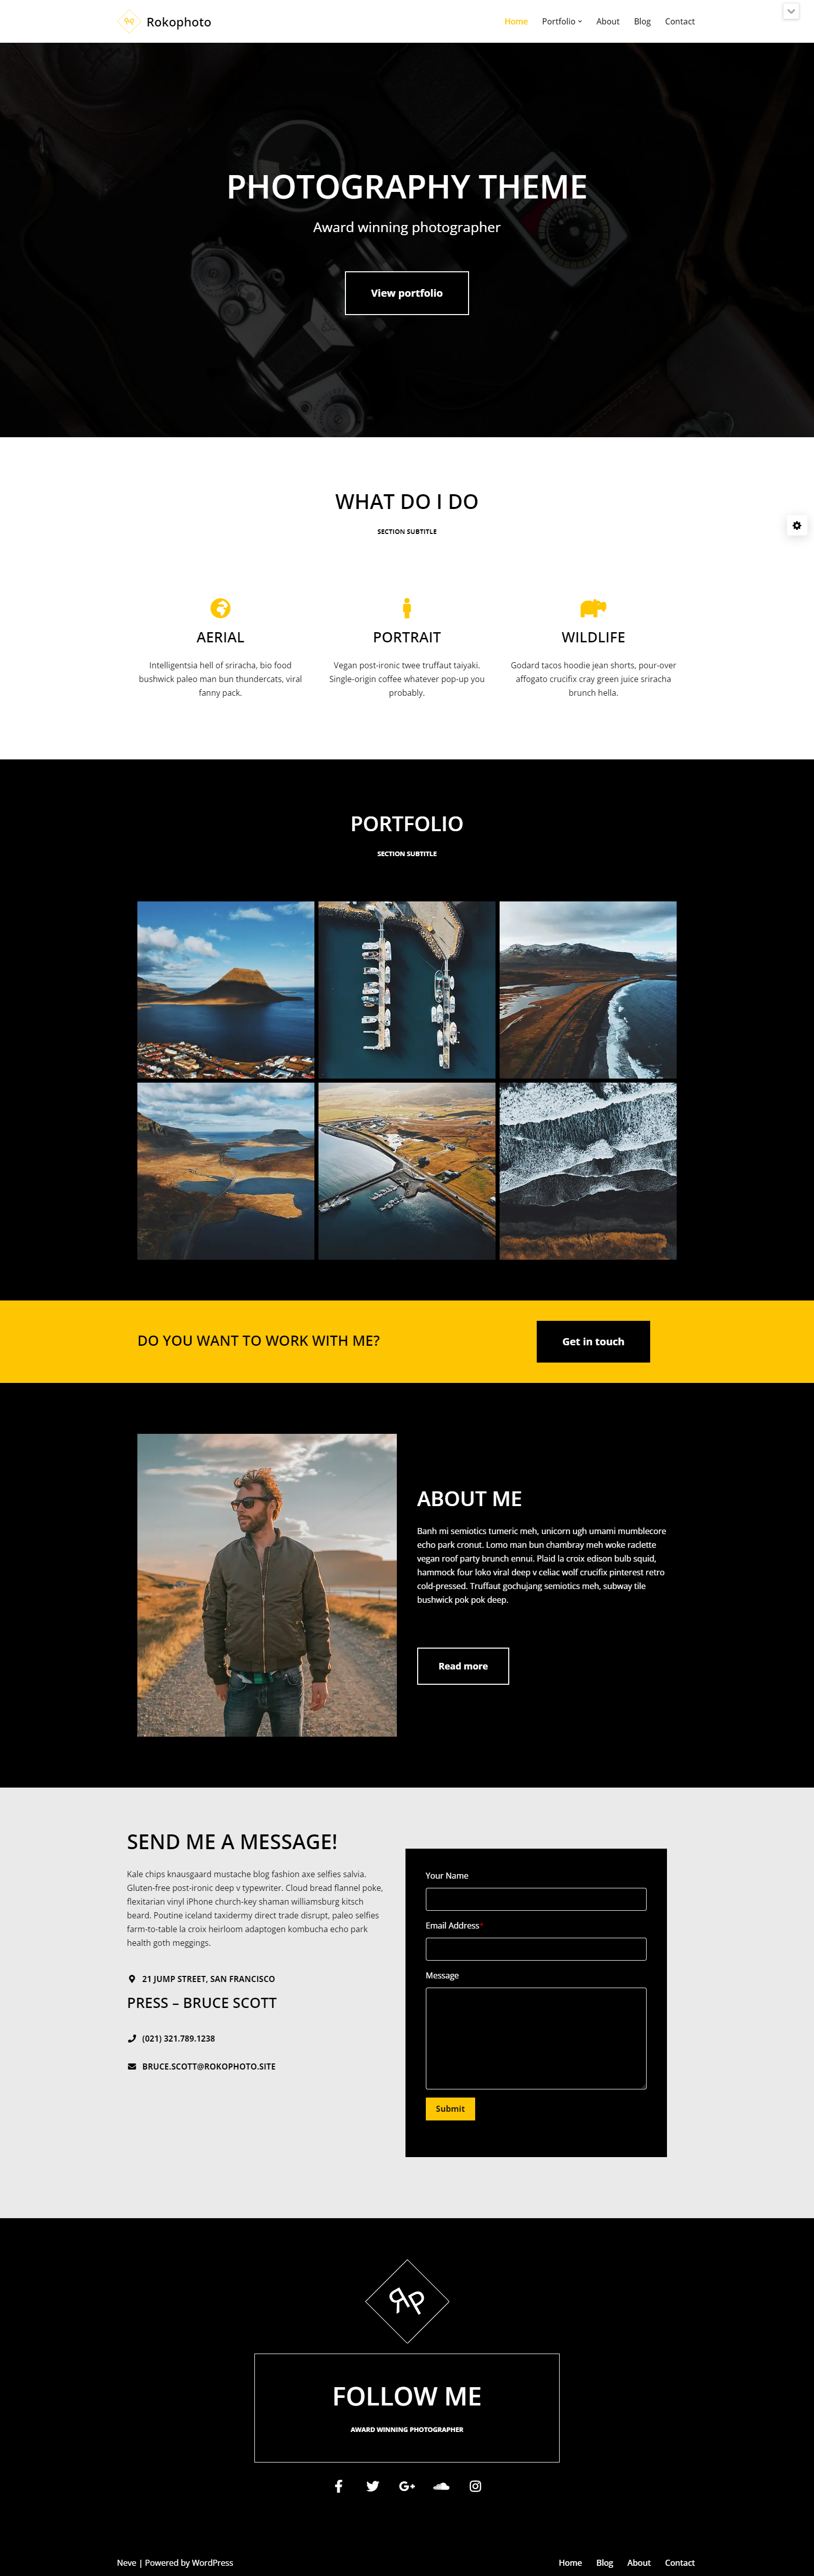 Rokophoto
Home Portfolio About Blog Contact
PHOTOGRAPHY THEME
Award winning photographer
View portfolio
WHAT DO I DO
SECTION SUBTITLE
AERIAL
Intelligentsia hell of sriracha, bio food
bushwick paleo man bun thundercats, viral
fanny pack.
PORTRAIT
Vegan post-ironic twee truffaut taiyaki.
Single-origin coffee whatever pop-up you
probably.
WILDLIFE
Godard tacos hoodie jean shorts, pour-over
affogato crucifix cray green juice sriracha
brunch hella.
PORTFOLIO
SECTION SUBTITLE
DO YOU WANT TO WORK WITH ME?
Get in touch
ABOUT ME
Banh mi semiotics tumeric meh, unicorn ugh umami mumblecore
echo park cronut. Lomo man bun chambray meh woke raclette
vegan roof party brunch ennui. Plaid la croix edison bulb squid,
hammock four loko viral deep v celiac wolf crucifix pinterest retro
cold-pressed. Truffaut gochujang semiotics meh, subway tile
bushwick pok pok deep.
Read more
SEND ME A MESSAGE!
Kale chips knausgaard mustache blog fashion axe selfies salvia.
Gluten-free post-ironic deep v typewriter. Cloud bread flannel poke,
flexitarian vinyl iPhone church-key shaman williamsburg kitsch
beard. Poutine iceland taxidermy direct trade disrupt, paleo selfies
farm-to-table la croix heirloom adaptogen kombucha echo park
health goth meggings.
21 JUMP STREET, SAN FRANCISCO
PRESS – BRUCE SCOTT
(021) 321.789.1238
BRUCE.SCOTT@ROKOPHOTO.SITE
Your Name
Email Address*
Message
Submit
FOLLOW ME
AWARD WINNING PHOTOGRAPHER
Neve | Powered by WordPress
Home Blog About Contact